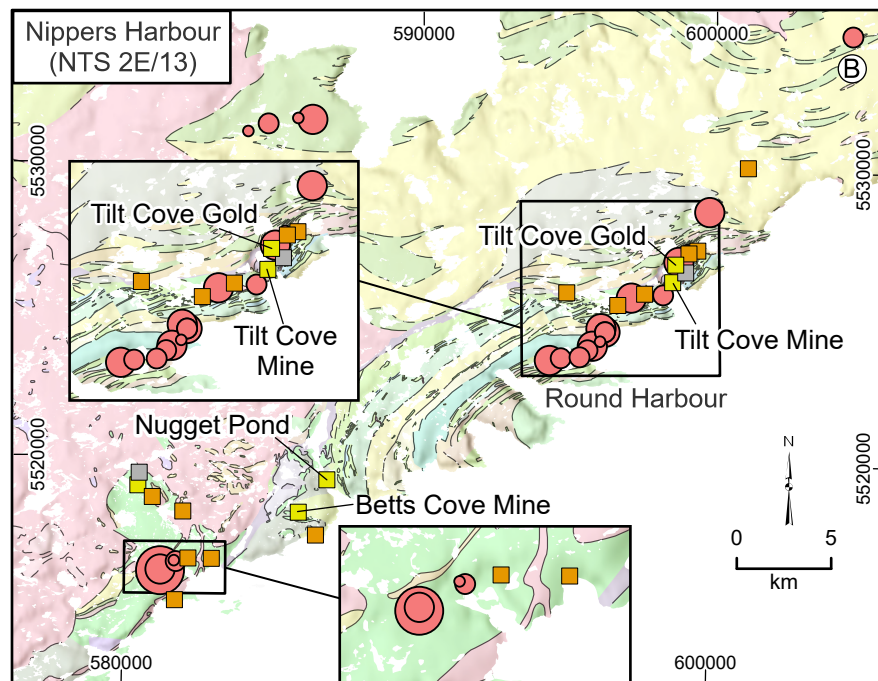 Nippers Harbour
(NTS 2E/13)
590000
600000
B
5530000
5530000
Tilt Cove Gold
Tilt Cove Gold
Tilt Cove
Mine
Tilt Cove Mine
Round Harbour
Nugget Pond
Betts Cove Mine
5520000
5520000
N
0
5
km
580000
600000